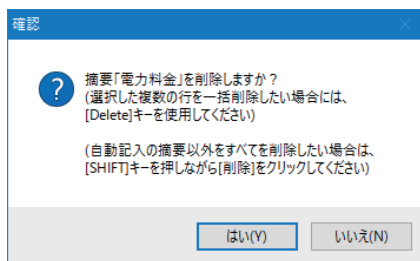 確認
摘要「電力料金」を削除しますか？
(選択した複数の行を一括削除したい場合には、
[Delete]キーを使用してください)
(自動記入の摘要以外をすべてを削除したい場合は、
[SHIFT]キーを押しながら[削除]をクリックしてください)
はい(Y)
いいえ(N)